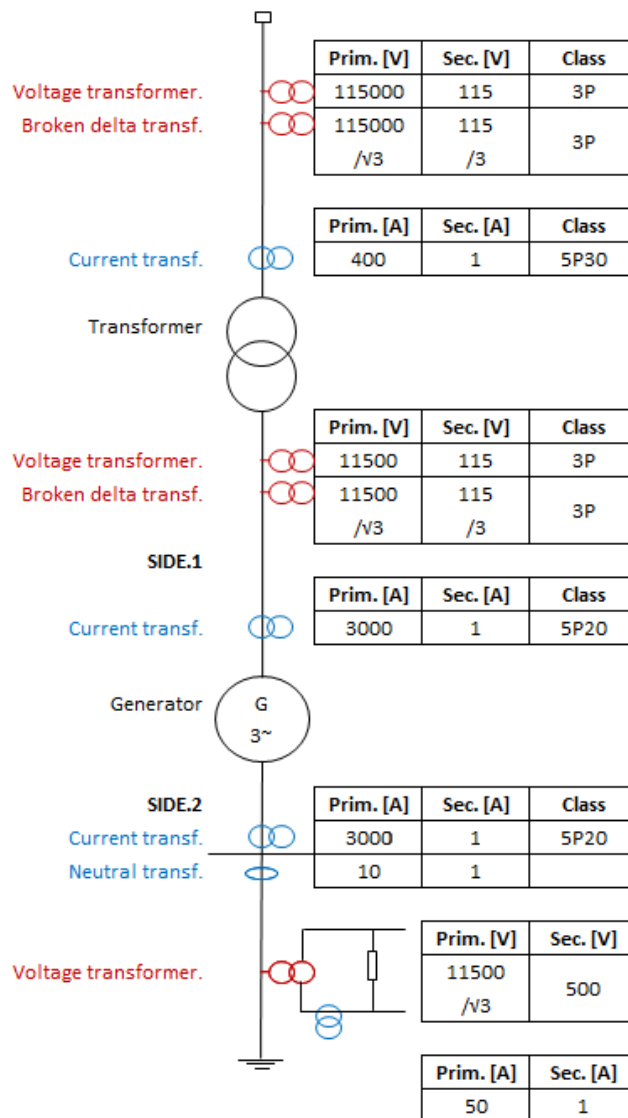 Prim. [V] Sec. [V] Class
Voltage transformer. 115000 115 3P
Broken delta transf. 115000 115
/√3 /3 3P
Prim. [A] Sec. [A] Class
Current transf. 400 1 5P30
Transformer
Prim. [V] Sec. [V] Class
Voltage transformer. 11500 115 3P
Broken delta transf. 11500 115
/√3 /3 3P
SIDE.1
Prim. [A] Sec. [A] Class
Current transf. 3000 1 5P20
Generator G
3~
SIDE.2 Prim. [A] Sec. [A] Class
Current transf. 3000 1 5P20
Neutral transf. 10 1
Prim. [V] Sec. [V]
Voltage transformer. 11500
/√3 500
Prim. [A] Sec. [A]
50 1